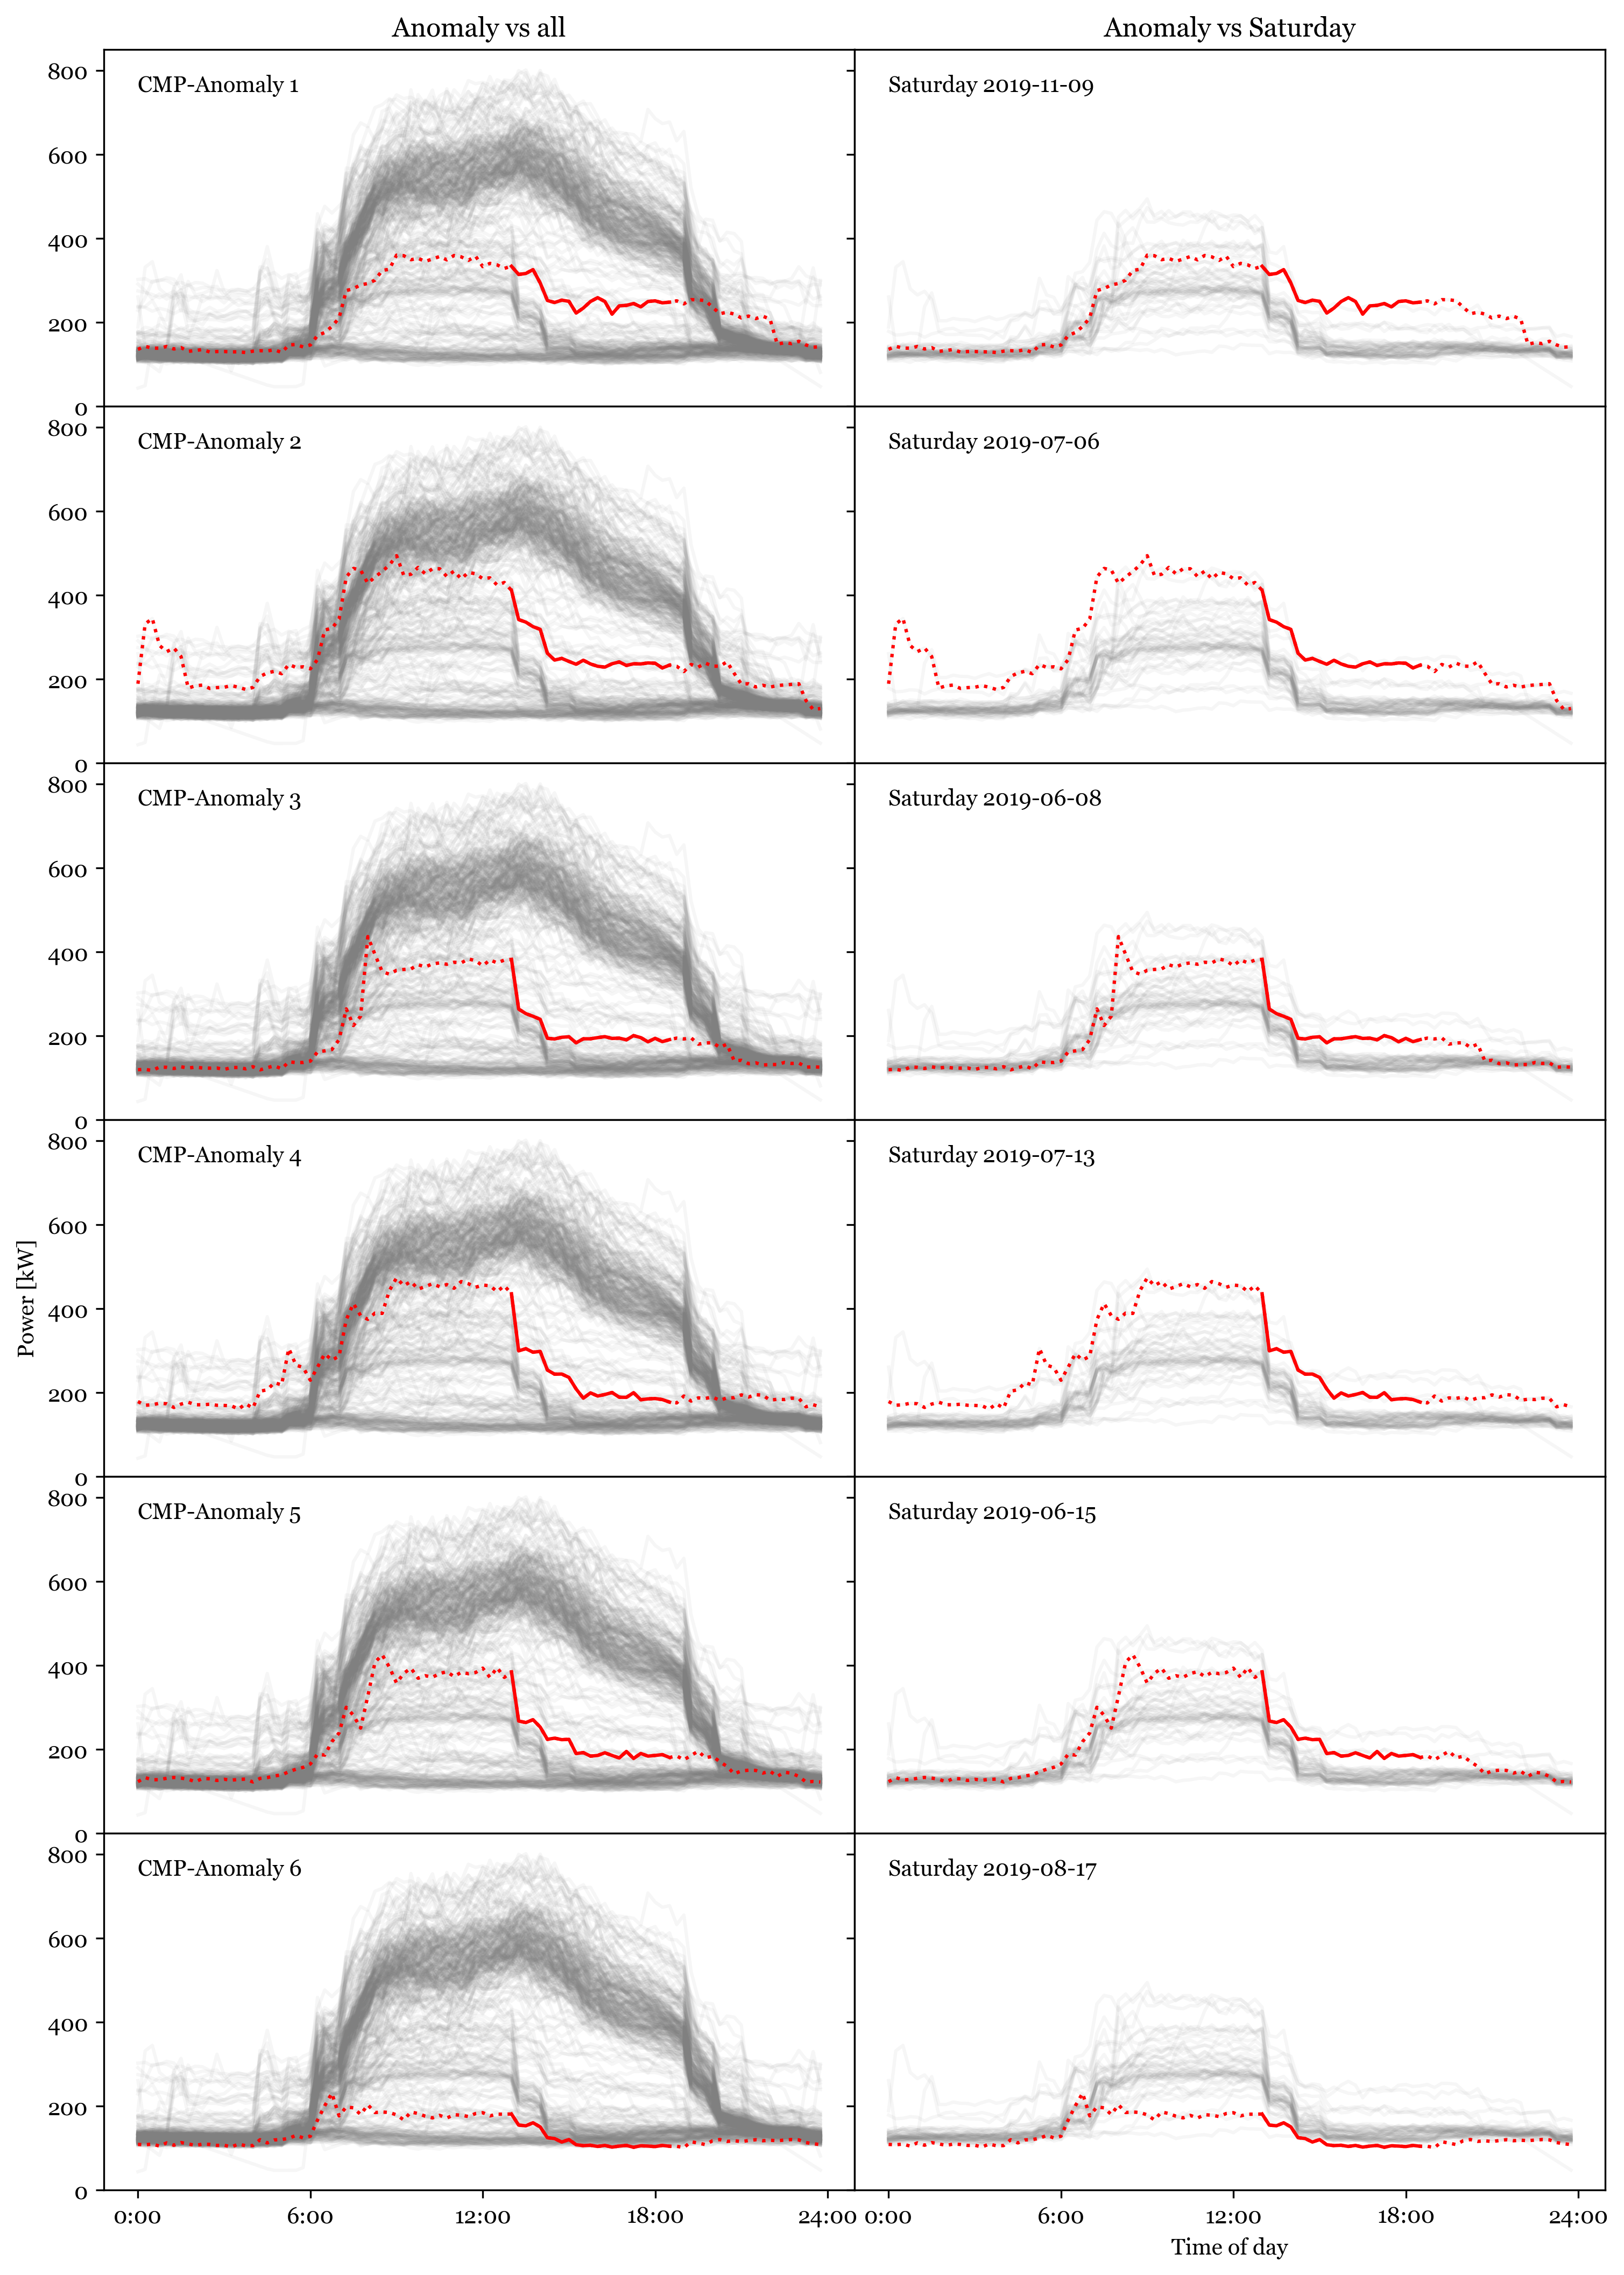 Anomaly vs all
Anomaly vs Saturday
800
CMP-Anomaly 1
Saturday 2019-11-09
600
400
200
0
800
CMP-Anomaly 2
Saturday 2019-07-06
600
400
200
0
800
CMP-Anomaly 3
Saturday 2019-06-08
600
400
200
0
800
CMP-Anomaly 4
Saturday 2019-07-13
600
Power [kW]
400
200
0
800
CMP-Anomaly 5
Saturday 2019-06-15
600
400
200
0
800
CMP-Anomaly 6
Saturday 2019-08-17
600
400
200
0
0:00 6:00 12:00 18:00 24:00 0:00 6:00 12:00 18:00 24:00
Time of day